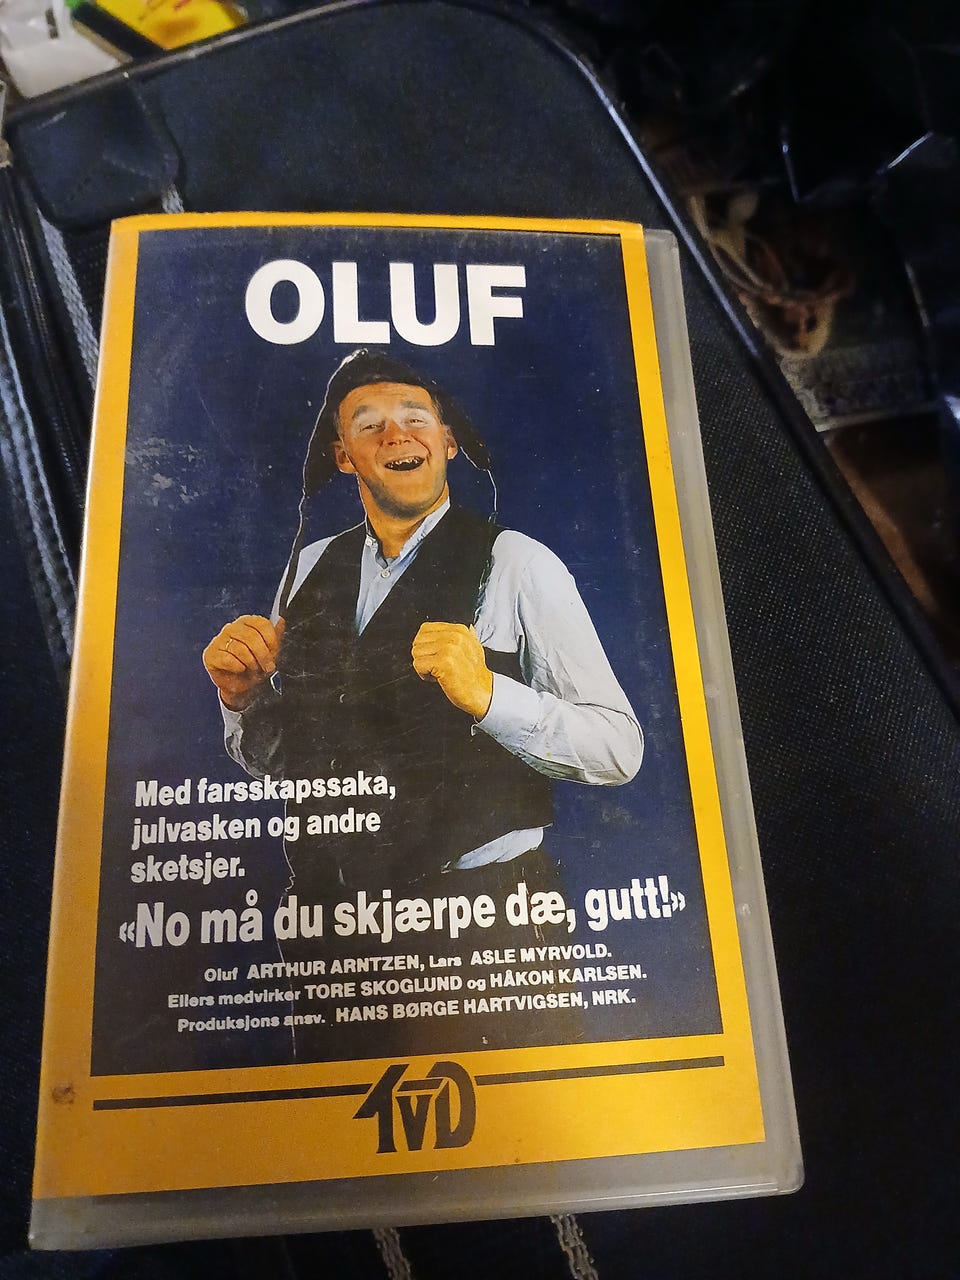 OLUF
Med farsskapssaka,
julvasken og andre
sketsjer.
«No må du skjærpe dæ, gutt!»
Oluf ARTHUR ARNTZEN, Lars ASLE MYRVOLD.
Ellers medvirker TORE SKOGLUND og HÅKON KARLSEN.
Produksjons ansv. HANS BØRGE HARTVIGSEN, NRK.
TVD